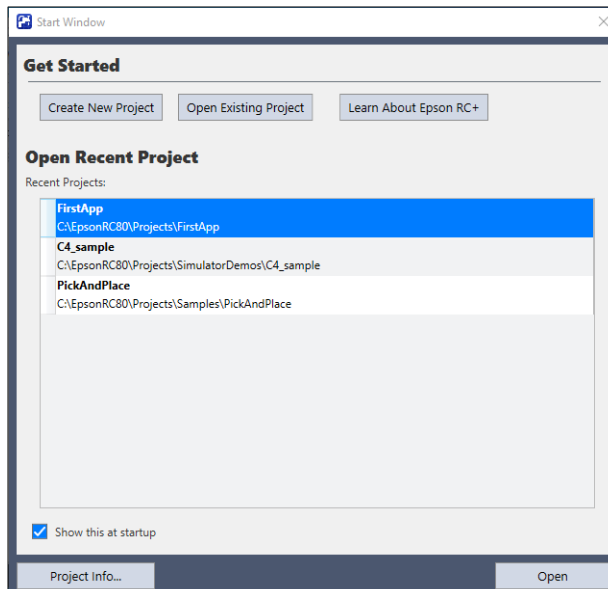 Start Window
Get Started
Create New Project Open Existing Project Learn About Epson RC+
Open Recent Project
Recent Projects:
FirstApp
C:\EpsonRC80\Projects\FirstApp
C4_sample
C:\EpsonRC80\Projects\SimulatorDemos\C4_sample
PickAndPlace
C:\EpsonRC80\Projects\Samples\PickAndPlace
Show this at startup
Project Info... Open